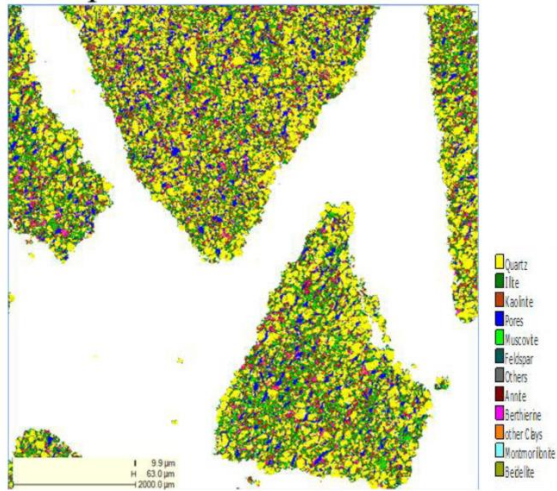 9.9 µm
63.0 µm
2000.0 µm
Quartz
Illite
Kaolinite
Pores
Muscovite
Feldspar
Others
Annite
Berthierine
other Clays
Montmorillonite
Beidellite